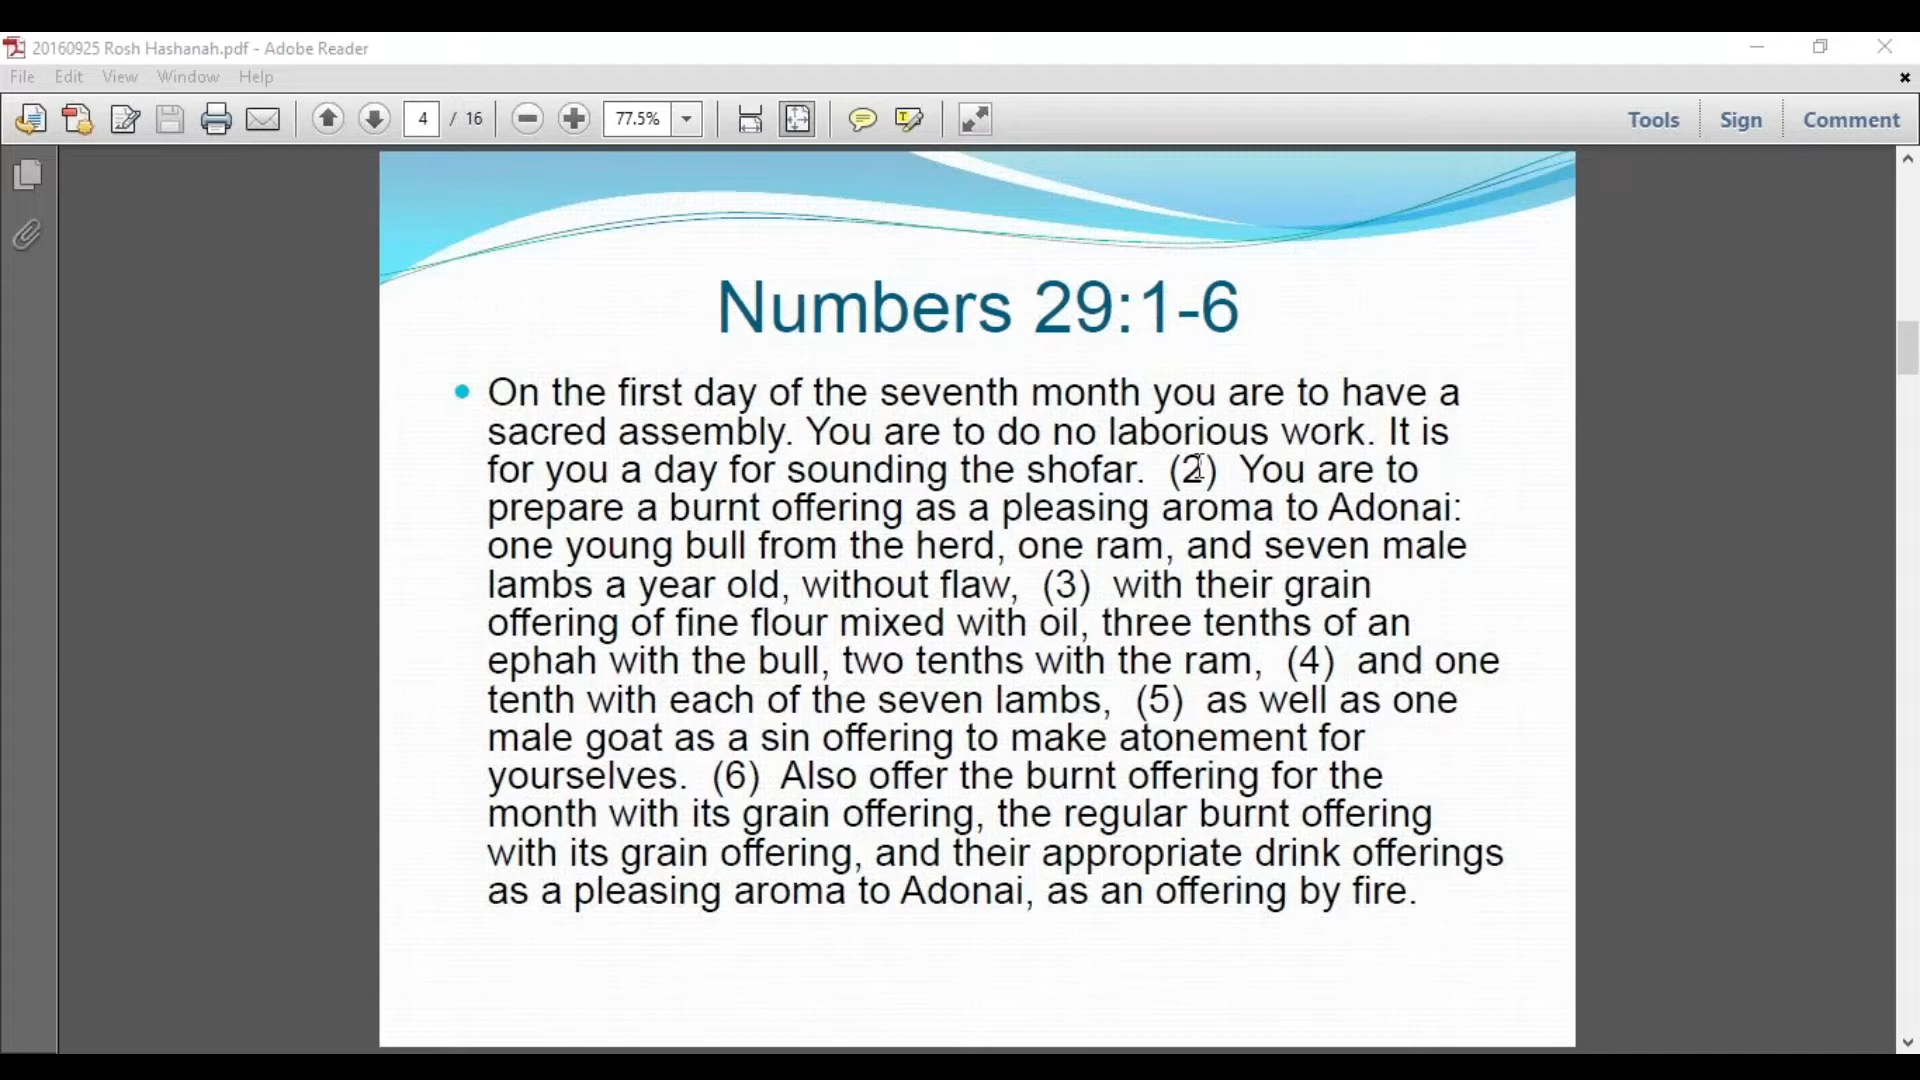 20160925 Rosh Hashanah.pdf - Adobe Reader
File Edit View Window Help
4 / 16 77.5% Tools Sign Comment
Numbers 29:1-6
• On the first day of the seventh month you are to have a
sacred assembly. You are to do no laborious work. It is
for you a day for sounding the shofar. (2) You are to
prepare a burnt offering as a pleasing aroma to Adonai:
one young bull from the herd, one ram, and seven male
lambs a year old, without flaw, (3) with their grain
offering of fine flour mixed with oil, three tenths of an
ephah with the bull, two tenths with the ram, (4) and one
tenth with each of the seven lambs, (5) as well as one
male goat as a sin offering to make atonement for
yourselves. (6) Also offer the burnt offering for the
month with its grain offering, the regular burnt offering
with its grain offering, and their appropriate drink offerings
as a pleasing aroma to Adonai, as an offering by fire.